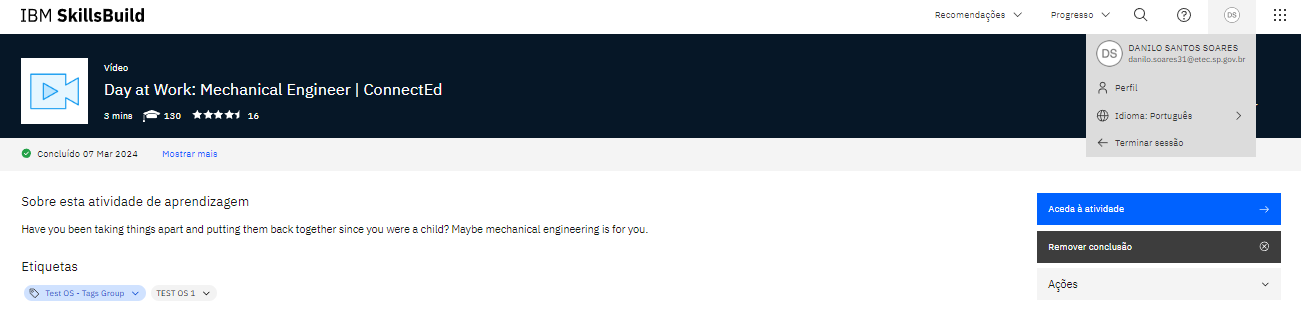 IBM SkillsBuild
Recomendações
Progresso
DS
DS
DANILO SANTOS SOARES
danilo.soares31@etec.sp.gov.br
Perfil
Idioma: Português
Terminar sessão
Vídeo
Day at Work: Mechanical Engineer | ConnectEd
3 mins 130 16
Concluído 07 Mar 2024 Mostrar mais
Sobre esta atividade de aprendizagem
Have you been taking things apart and putting them back together since you were a child? Maybe mechanical engineering is for you.
Etiquetas
Test OS - Tags Group TEST OS 1
Aceda à atividade
Remover conclusão
Ações